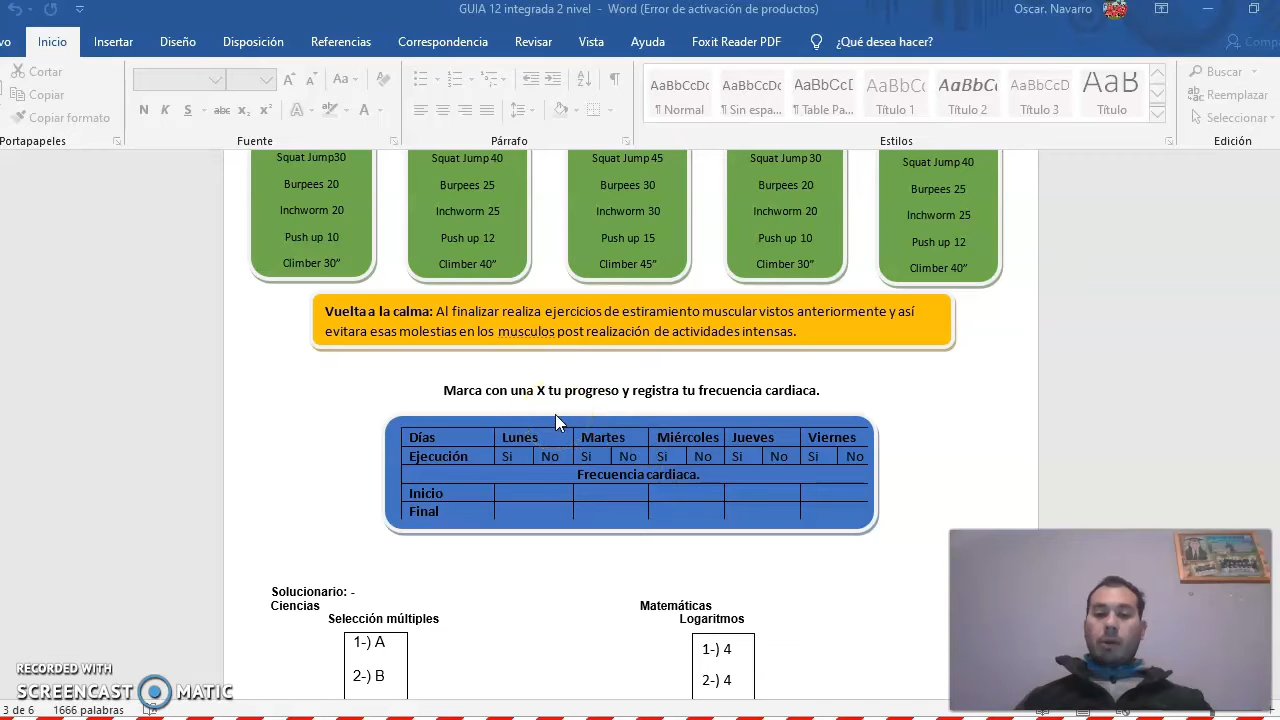 GUIA 12 integrada 2 nivel - Word (Error de activación de productos)
Oscar. Navarro
vo
Inicio
Insertar
Diseño
Disposición
Referencias
Correspondencia
Revisar
Vista
Ayuda
Foxit Reader PDF
¿Qué desea hacer?
Compa
Cortar
Copiar
Copiar formato
Portapapeles
Aa
N K S abc x₂ x² A A
Fuente
Párrafo
AaBbCcDc AaBbCcDc AaBbCcD AaBbCc AaBbCc AaBbCcD AaB
¶ Normal ¶ Sin espa... ¶ Table Pa... Título 1 Título 2 Título 3 Título
Estilos
Buscar
Reemplazar
Seleccionar
Edición
Squat Jump30
Burpees 20
Inchworm 20
Push up 10
Climber 30”
Squat Jump 40
Burpees 25
Inchworm 25
Push up 12
Climber 40”
Squat Jump 45
Burpees 30
Inchworm 30
Push up 15
Climber 45”
Squat Jump 30
Burpees 20
Inchworm 20
Push up 10
Climber 30”
Squat Jump 40
Burpees 25
Inchworm 25
Push up 12
Climber 40”
Vuelta a la calma: Al finalizar realiza ejercicios de estiramiento muscular vistos anteriormente y así
evitara esas molestias en los musculos post realización de actividades intensas.
Marca con una X tu progreso y registra tu frecuencia cardiaca.
Días Lunes Martes Miércoles Jueves Viernes
Ejecución Si No Si No Si No Si No Si No
Frecuencia cardiaca.
Inicio
Final
Solucionario: -
Ciencias
Selección múltiples
1-) A
2-) B
Matemáticas
Logaritmos
1-) 4
2-) 4
RECORDED WITH
SCREENCAST MATIC
3 de 6
1666 palabras